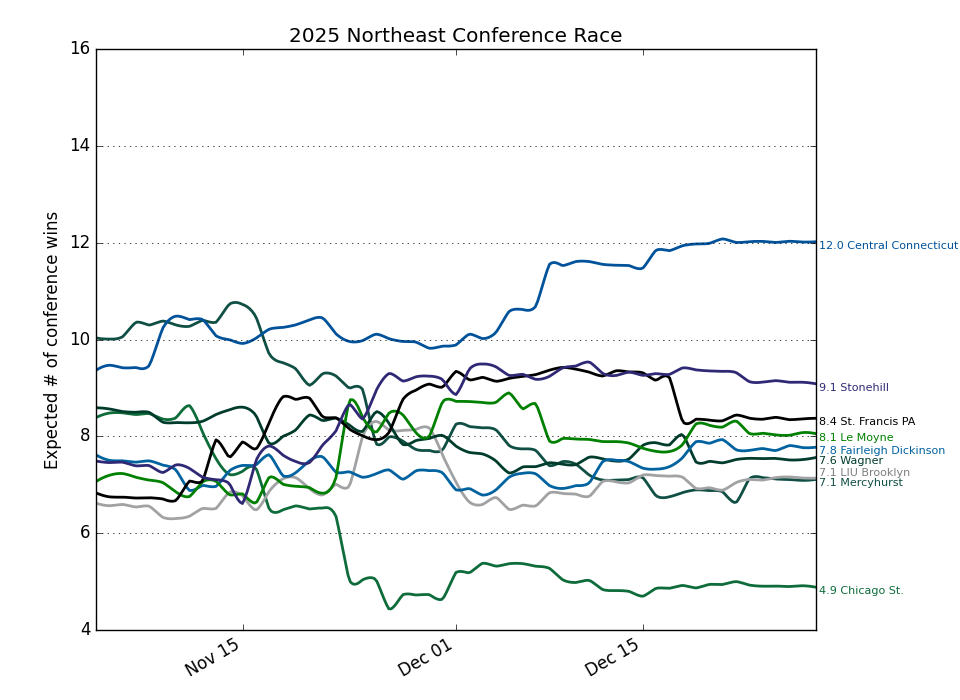 2025 Northeast Conference Race
Expected # of conference wins
16
14
12
10
8
6
4
Nov 15
Dec 01
Dec 15
12.0 Central Connecticut
9.1 Stonehill
8.4 St. Francis PA
8.1 Le Moyne
7.8 Fairleigh Dickinson
7.6 Wagner
7.1 LIU Brooklyn
7.1 Mercyhurst
4.9 Chicago St.